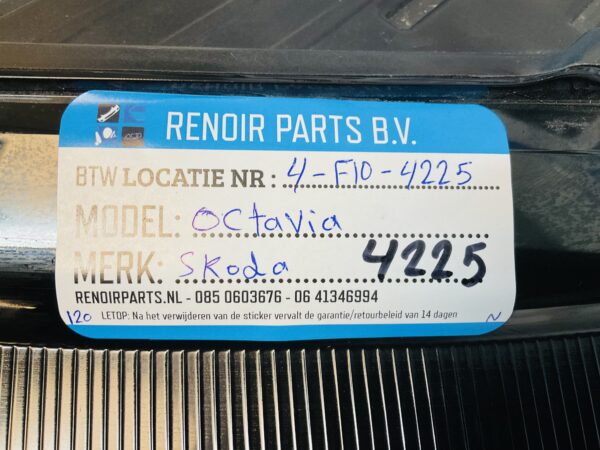 RENOIR PARTS B.V.
BTW LOCATIE NR : 4-F10-4225
MODEL: Octavia
MERK: Skoda 4225
RENOIRPARTS.NL - 085 0603676 - 06 41346994
120 LETOP: Na het verwijderen van de sticker vervalt de garantie/retourbeleid van 14 dagen N